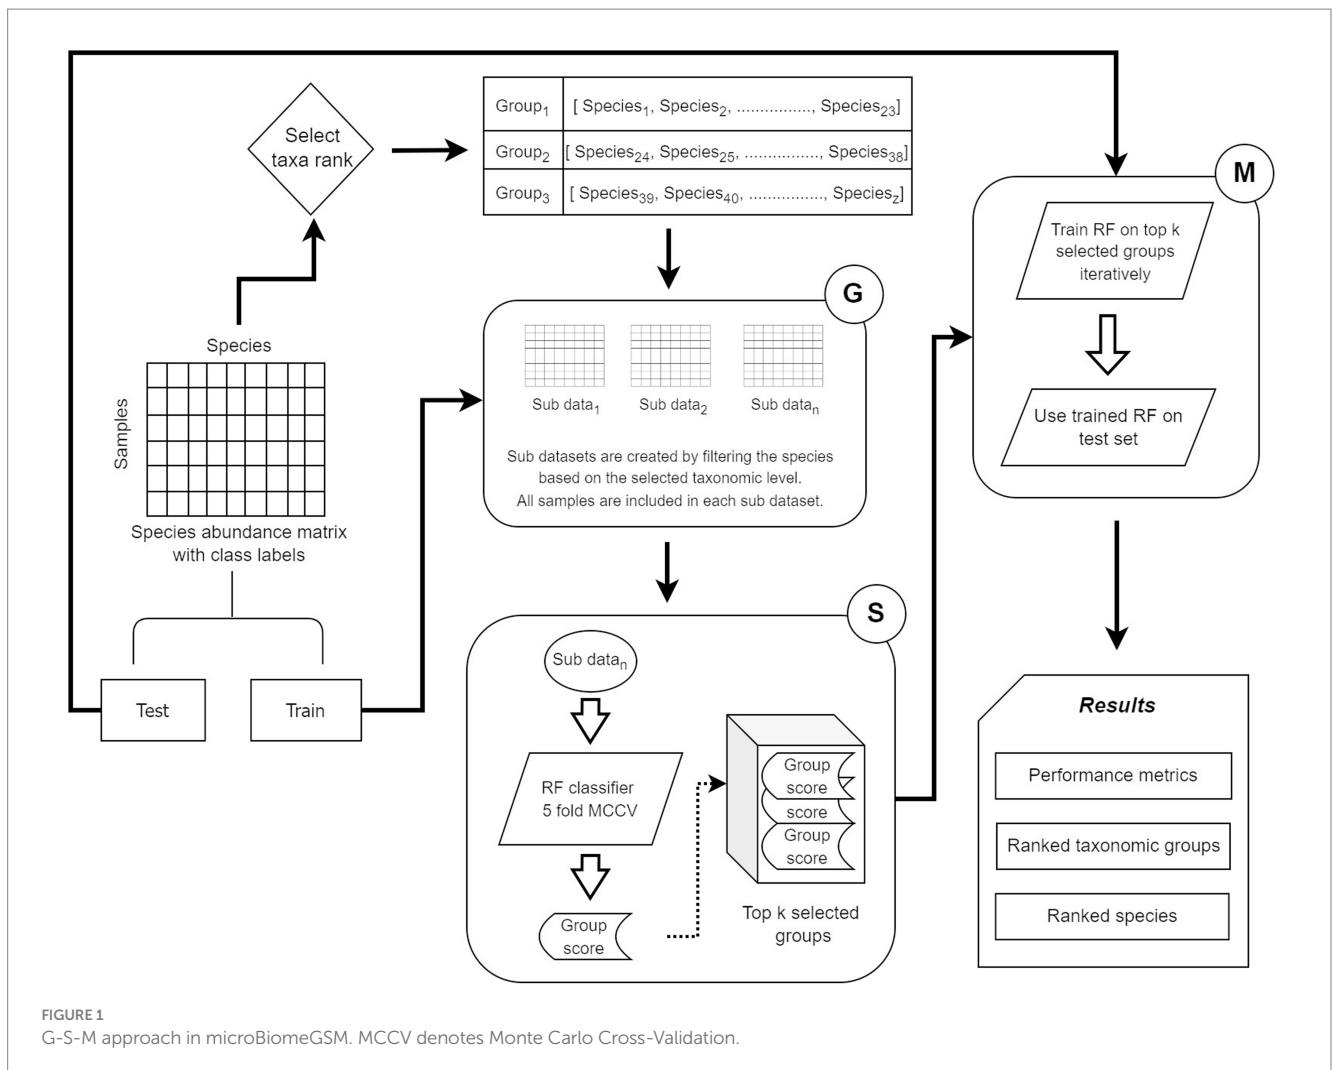 Select
taxa rank
Group1 [ Species1, Species2, ................, Species23]
Group2 [ Species24, Species25, ................, Species38]
Group3 [ Species39, Species40, ................, Speciesz]
M
Train RF on top k
selected groups
iteratively
Use trained RF on
test set
G
Sub data1 Sub data2 Sub datan
Sub datasets are created by filtering the species
based on the selected taxonomic level.
All samples are included in each sub dataset.
Species
Samples
Species abundance matrix
with class labels
Test
Train
S
Sub datan
RF classifier
5 fold MCCV
Group
score
Group
score
score
Group
score
Top k selected
groups
Results
Performance metrics
Ranked taxonomic groups
Ranked species
FIGURE 1
G-S-M approach in microBiomeGSM. MCCV denotes Monte Carlo Cross-Validation.